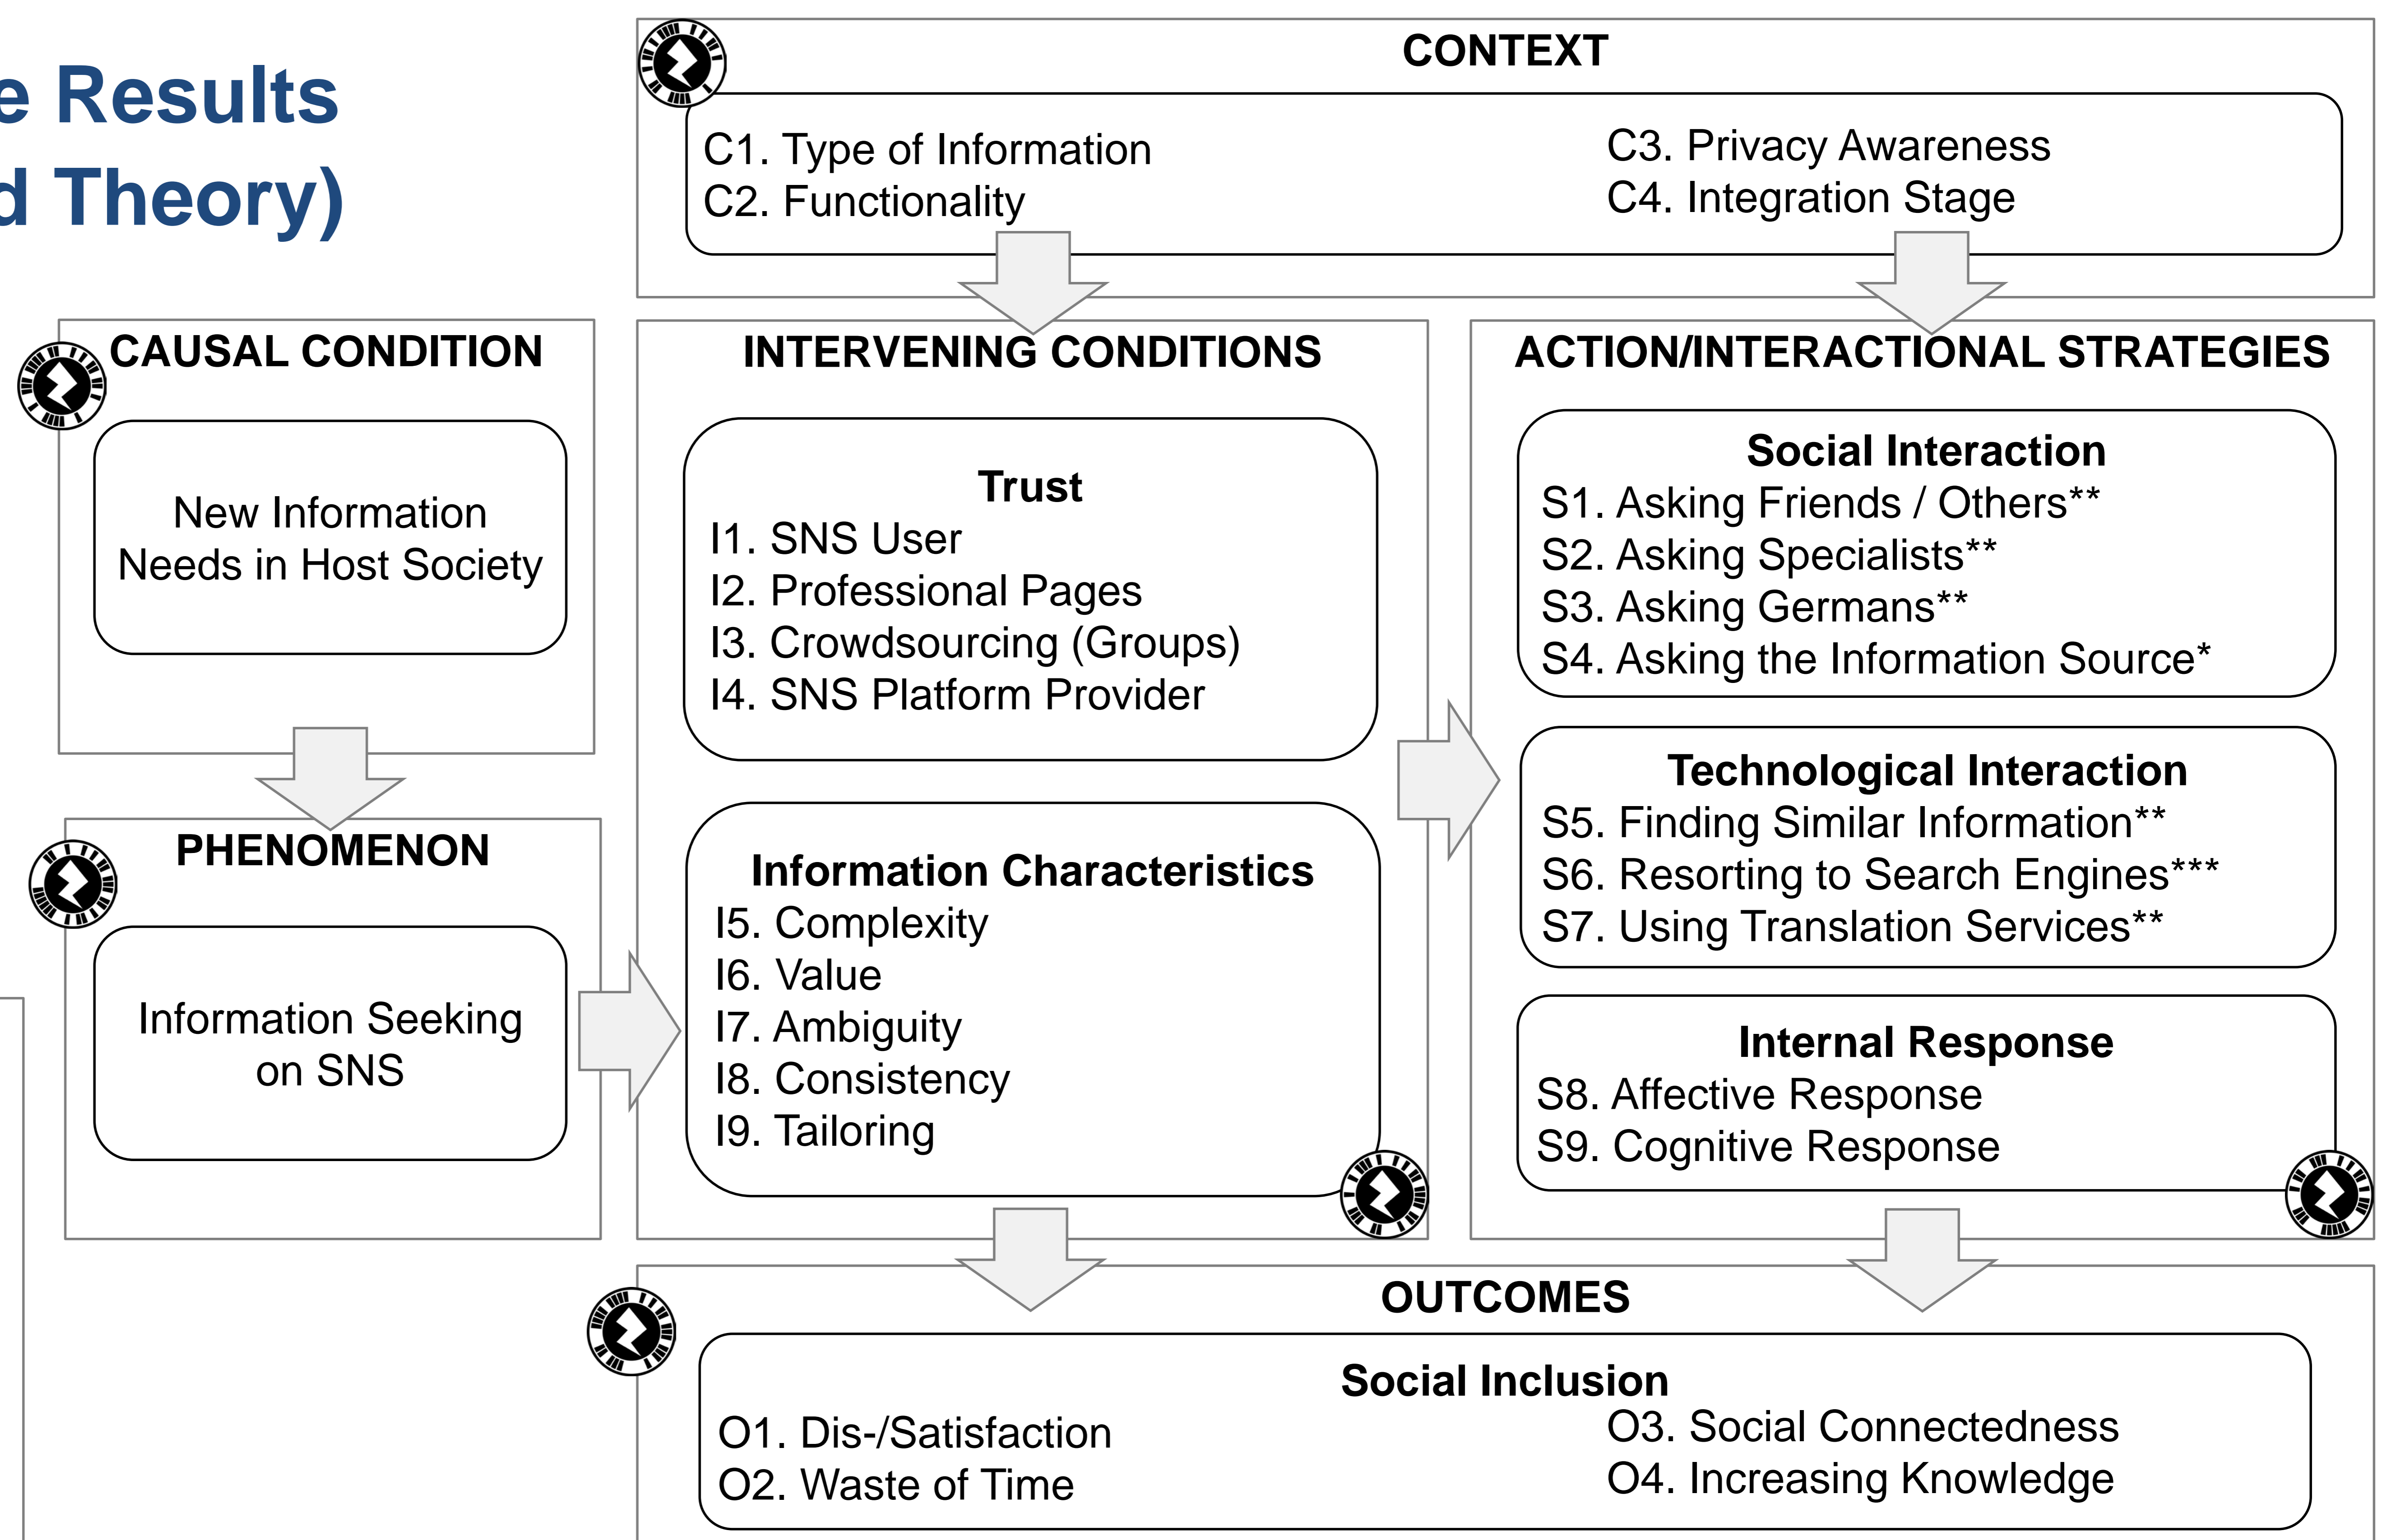 Results
Theory)
CONTEXT
C1. Type of Information
C2. Functionality
C3. Privacy Awareness
C4. Integration Stage
CAUSAL CONDITION
New Information
Needs in Host Society
PHENOMENON
Information Seeking
on SNS
INTERVENING CONDITIONS
Trust
I1. SNS User
I2. Professional Pages
I3. Crowdsourcing (Groups)
I4. SNS Platform Provider
Information Characteristics
I5. Complexity
I6. Value
I7. Ambiguity
I8. Consistency
I9. Tailoring
ACTION/INTERACTIONAL STRATEGIES
Social Interaction
S1. Asking Friends / Others**
S2. Asking Specialists**
S3. Asking Germans**
S4. Asking the Information Source*
Technological Interaction
S5. Finding Similar Information**
S6. Resorting to Search Engines***
S7. Using Translation Services**
Internal Response
S8. Affective Response
S9. Cognitive Response
OUTCOMES
Social Inclusion
O1. Dis-/Satisfaction
O2. Waste of Time
O3. Social Connectedness
O4. Increasing Knowledge